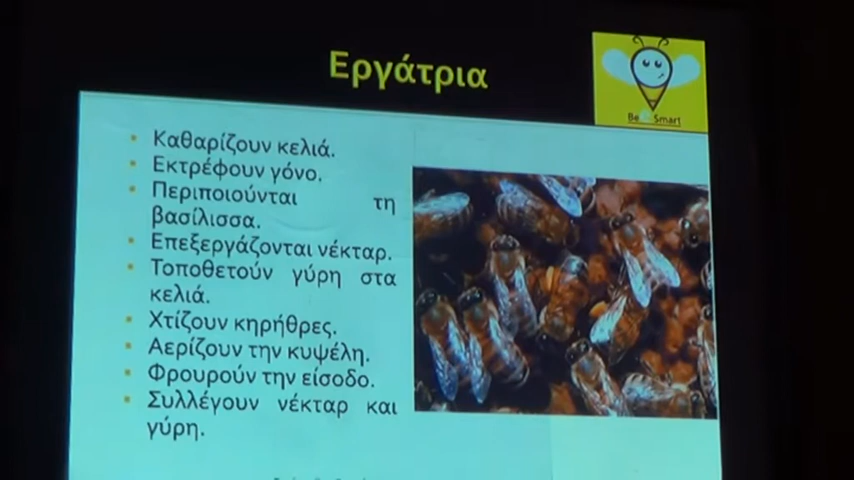 Εργάτρια
Be Smart
Καθαρίζουν κελιά.
Εκτρέφουν γόνο.
Περιποιούνται τη
βασίλισσα.
Επεξεργάζονται νέκταρ.
Τοποθετούν γύρη στα
κελιά.
Χτίζουν κηρήθρες.
Αερίζουν την κυψέλη.
Φρουρούν την είσοδο.
Συλλέγουν νέκταρ και
γύρη.